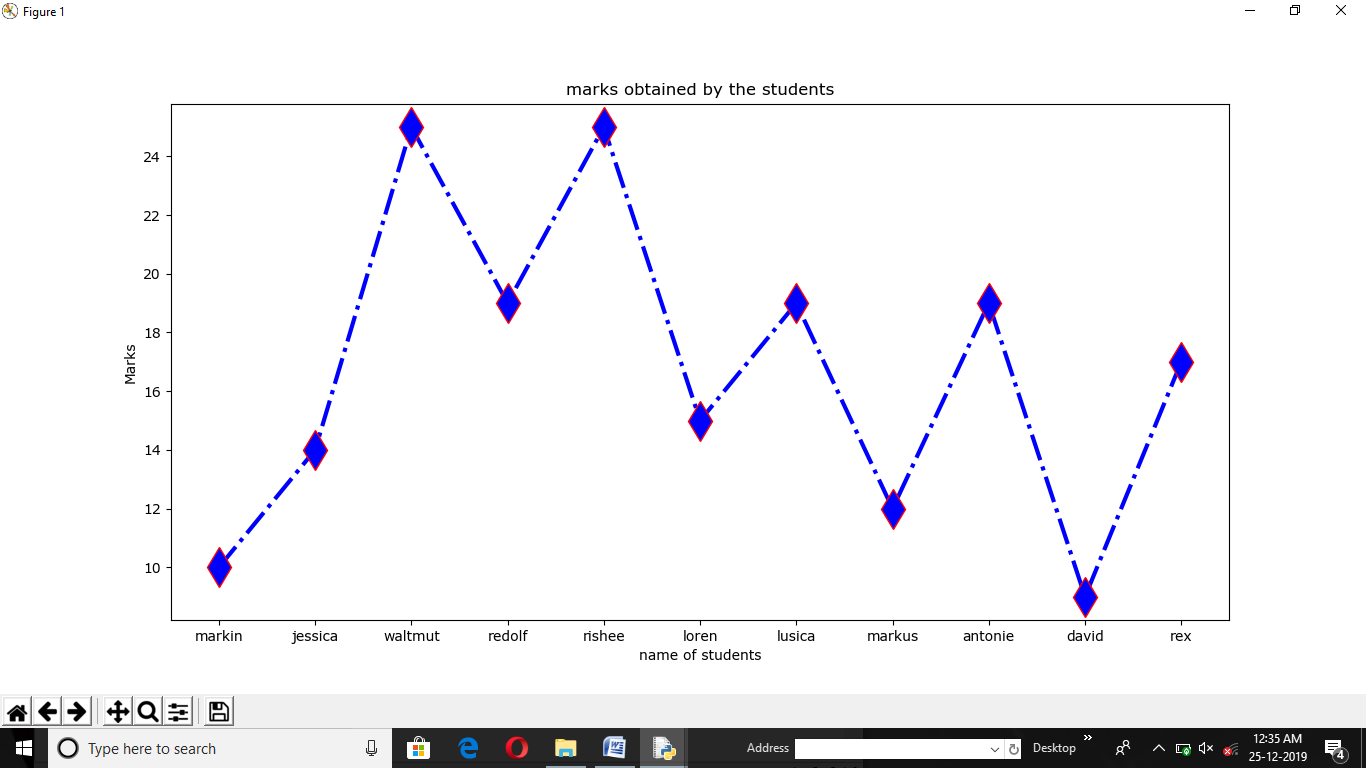 Figure 1
marks obtained by the students
24
22
20
18
16
14
12
10
Marks
markin jessica waltmut redolf rishee loren lusica markus antonie david rex
name of students
Type here to search
Address
Desktop
12:35 AM
25-12-2019
4